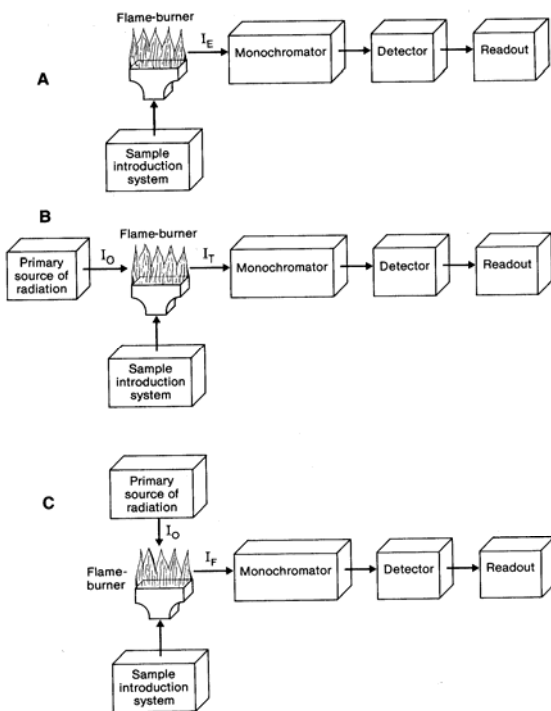 Flame-burner
I_E
Monochromator
Detector
Readout
A
Sample
introduction
system
B
Flame-burner
Primary
source of
radiation
I_O
I_T
Monochromator
Detector
Readout
Sample
introduction
system
C
Primary
source of
radiation
I_O
Flame-
burner
I_F
Monochromator
Detector
Readout
Sample
introduction
system